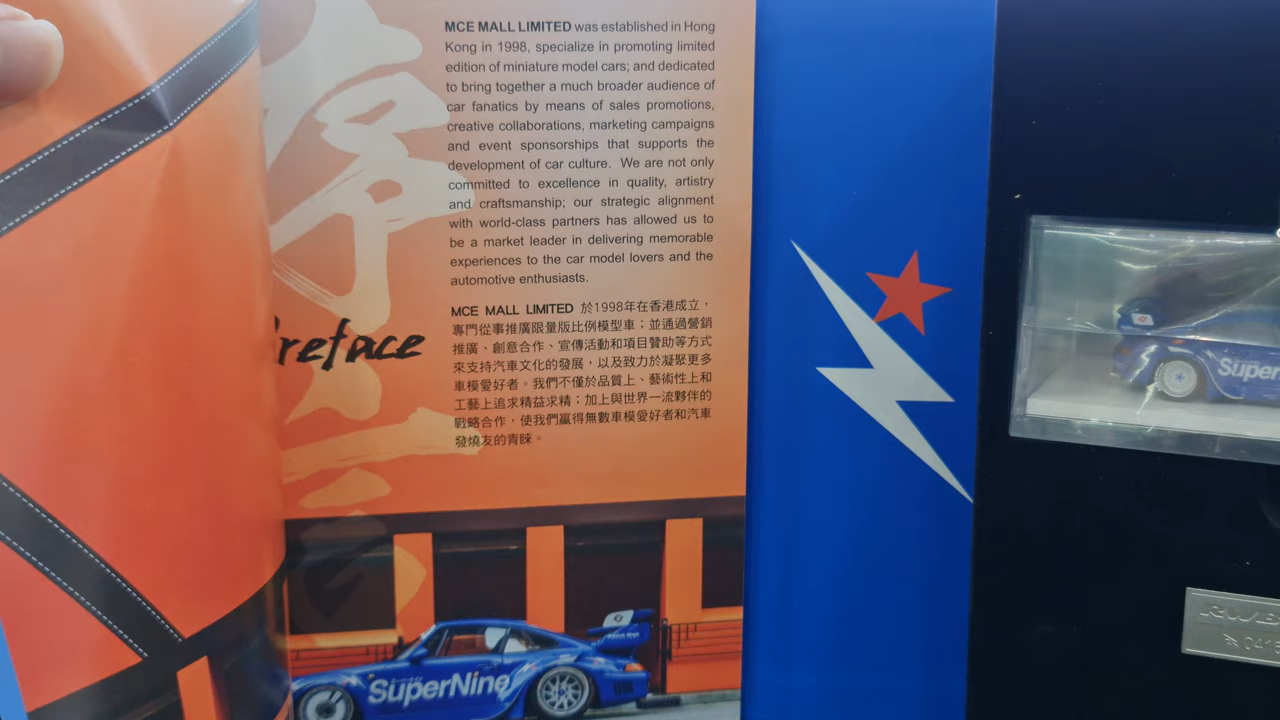 序言
Preface
MCE MALL LIMITED was established in Hong
Kong in 1998, specialize in promoting limited
edition of miniature model cars; and dedicated
to bring together a much broader audience of
car fanatics by means of sales promotions,
creative collaborations, marketing campaigns
and event sponsorships that supports the
development of car culture. We are not only
committed to excellence in quality, artistry
and craftsmanship; our strategic alignment
with world-class partners has allowed us to
be a market leader in delivering memorable
experiences to the car model lovers and the
automotive enthusiasts.
MCE MALL LIMITED 於1998年在香港成立，
專門從事推廣限量版比例模型車；並通過營銷
推廣、創意合作、宣傳活動和項目贊助等方式
來支持汽車文化的發展，以及致力於凝聚更多
車模愛好者。我們不僅於品質上、藝術性上和
工藝上追求精益求精；加上與世界一流夥伴的
戰略合作，使我們贏得無數車模愛好者和汽車
發燒友的青睞。
SuperNine
Super
RWB